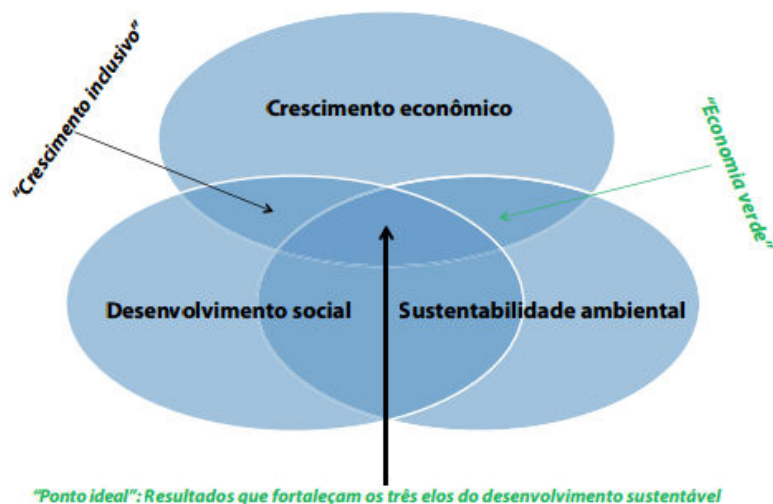 Crescimento econômico
"Crescimento inclusivo"
"Economia verde"
Desenvolvimento social
Sustentabilidade ambiental
"Ponto ideal": Resultados que fortaleçam os três elos do desenvolvimento sustentável